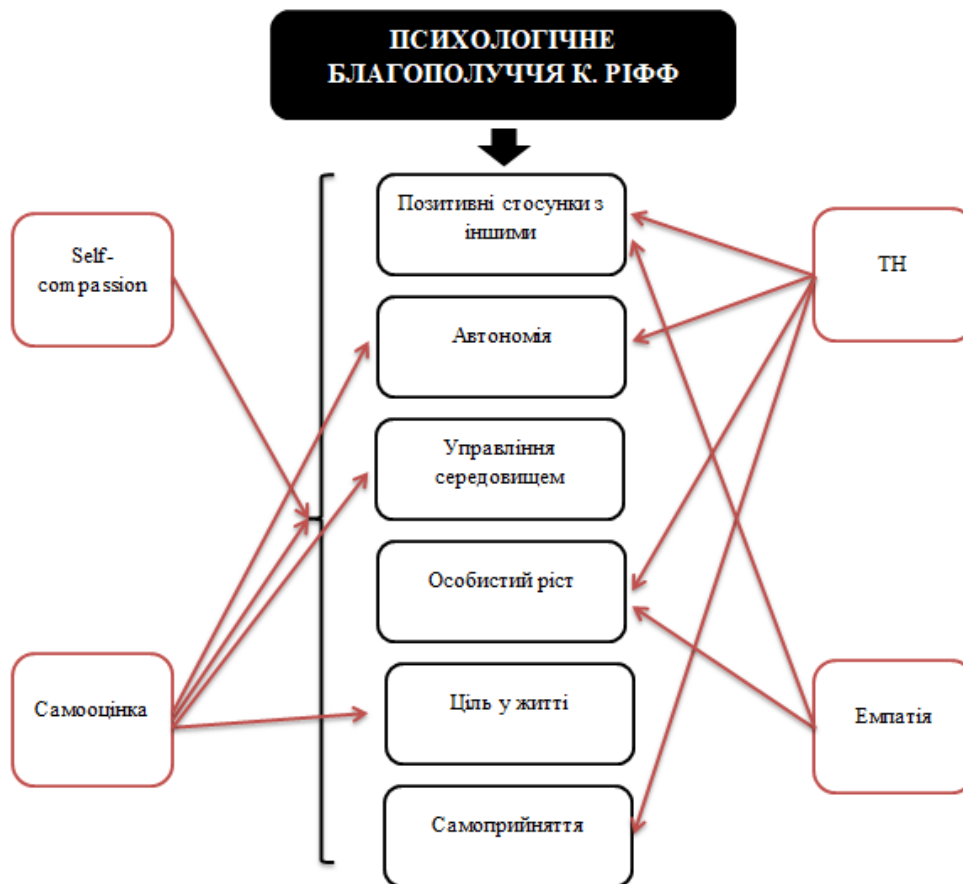 ПСИХОЛОГІЧНЕ
БЛАГОПОЛУЧЧЯ К. РІФФ
Позитивні стосунки з
іншими
Self-
compassion
ТН
Автономія
Управління
середовищем
Особистий ріст
Самооцінка
Ціль у житті
Емпатія
Самоприйняття